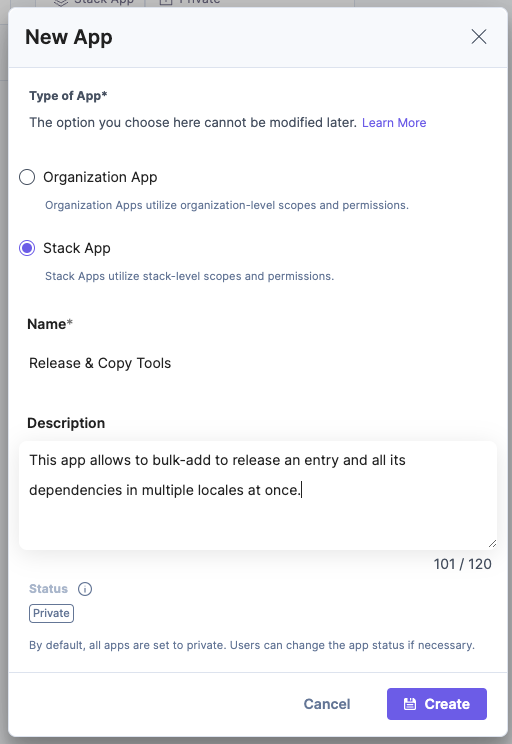 Stack App
Private
New App
Type of App*
The option you choose here cannot be modified later. Learn More
Organization App
Organization Apps utilize organization-level scopes and permissions.
Stack App
Stack Apps utilize stack-level scopes and permissions.
Name*
Release & Copy Tools
Description
This app allows to bulk-add to release an entry and all its
dependencies in multiple locales at once.
101 / 120
Status
Private
By default, all apps are set to private. Users can change the app status if necessary.
Cancel
Create